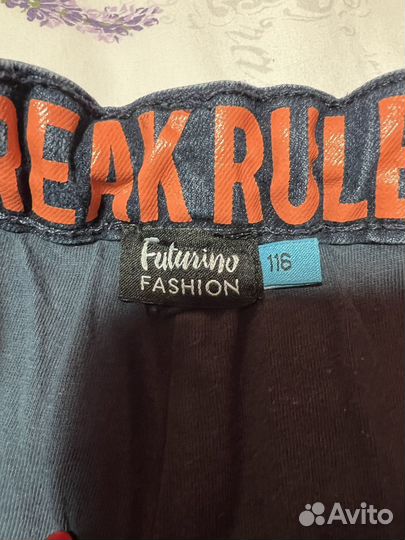 REAK RULE
Futurino
FASHION
116
Avito